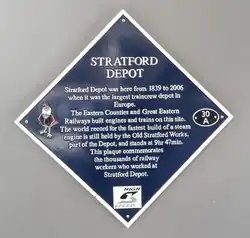 STRATFORD
DEPOT
Stratford Depot was here from 1839 to 2006
when it was the largest traincrew depot in
Europe.
The Eastern Counties and Great Eastern
Railways built engines and trains on this site.
The world record for the fastest build of a steam
engine is still held by the Old Stratford Works,
part of the Depot, and stands at 9hr 47min.
This plaque commemorates
the thousands of railway
workers who worked at
Stratford Depot.
30
A
HIGH
SPEED